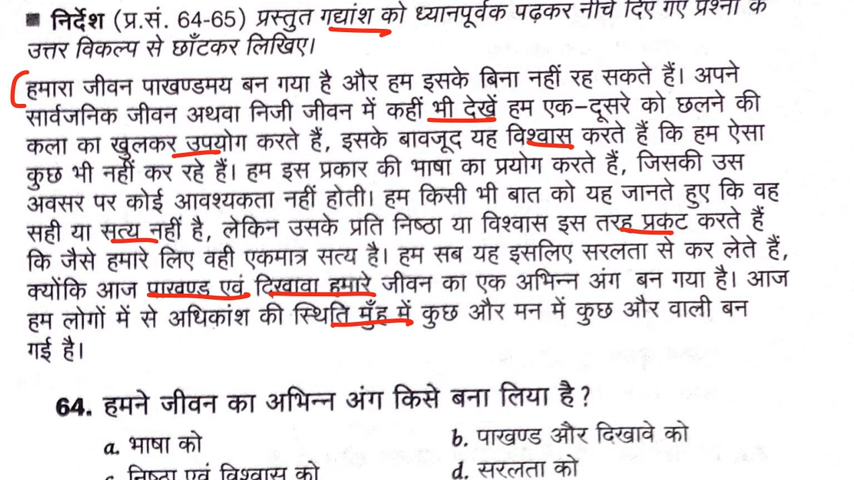 ■ निर्देश (प्र.सं. 64-65) प्रस्तुत गद्यांश को ध्यानपूर्वक पढ़कर नीचे दिए गए प्रश्नों के
उत्तर विकल्प से छाँटकर लिखिए।
हमारा जीवन पाखण्डमय बन गया है और हम इसके बिना नहीं रह सकते हैं। अपने
सार्वजनिक जीवन अथवा निजी जीवन में कहीं भी देखें हम एक-दूसरे को छलने की
कला का खुलकर उपयोग करते हैं, इसके बावजूद यह विश्वास करते हैं कि हम ऐसा
कुछ भी नहीं कर रहे हैं। हम इस प्रकार की भाषा का प्रयोग करते हैं, जिसकी उस
अवसर पर कोई आवश्यकता नहीं होती। हम किसी भी बात को यह जानते हुए कि वह
सही या सत्य नहीं है, लेकिन उसके प्रति निष्ठा या विश्वास इस तरह प्रकट करते हैं
कि जैसे हमारे लिए वही एकमात्र सत्य है। हम सब यह इसलिए सरलता से कर लेते हैं,
क्योंकि आज पाखण्ड एवं दिखावा हमारे जीवन का एक अभिन्न अंग बन गया है। आज
हम लोगों में से अधिकांश की स्थिति मुँह में कुछ और मन में कुछ और वाली बन
गई है।
64. हमने जीवन का अभिन्न अंग किसे बना लिया है?
a. भाषा को
b. पाखण्ड और दिखावे को
c. निष्ठा एवं विश्वास को
d. सरलता को